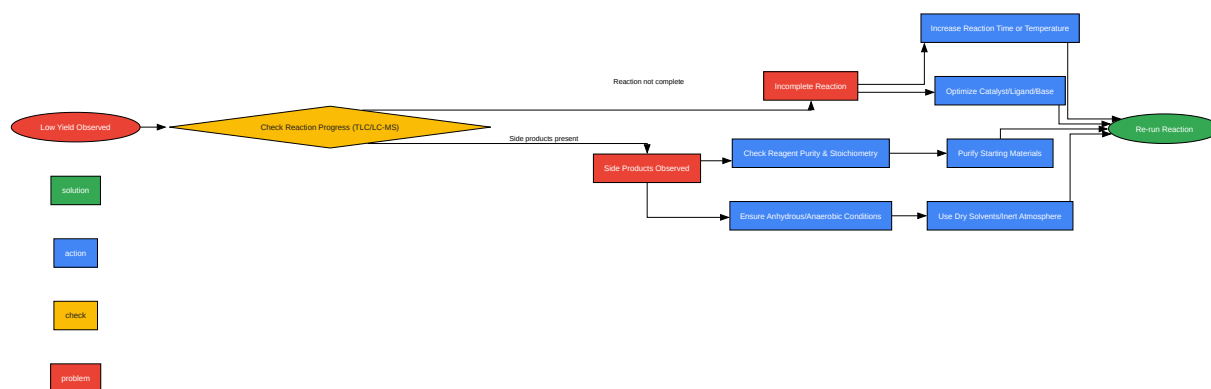 Increase Reaction Time or Temperature
Reaction not complete
Incomplete Reaction
Optimize Catalyst/Ligand/Base
Low Yield Observed
Check Reaction Progress (TLC/LC-MS)
Re-run Reaction
Side products present
Check Reagent Purity & Stoichiometry
Purify Starting Materials
Side Products Observed
solution
Ensure Anhydrous/Anaerobic Conditions
Use Dry Solvents/Inert Atmosphere
action
check
problem